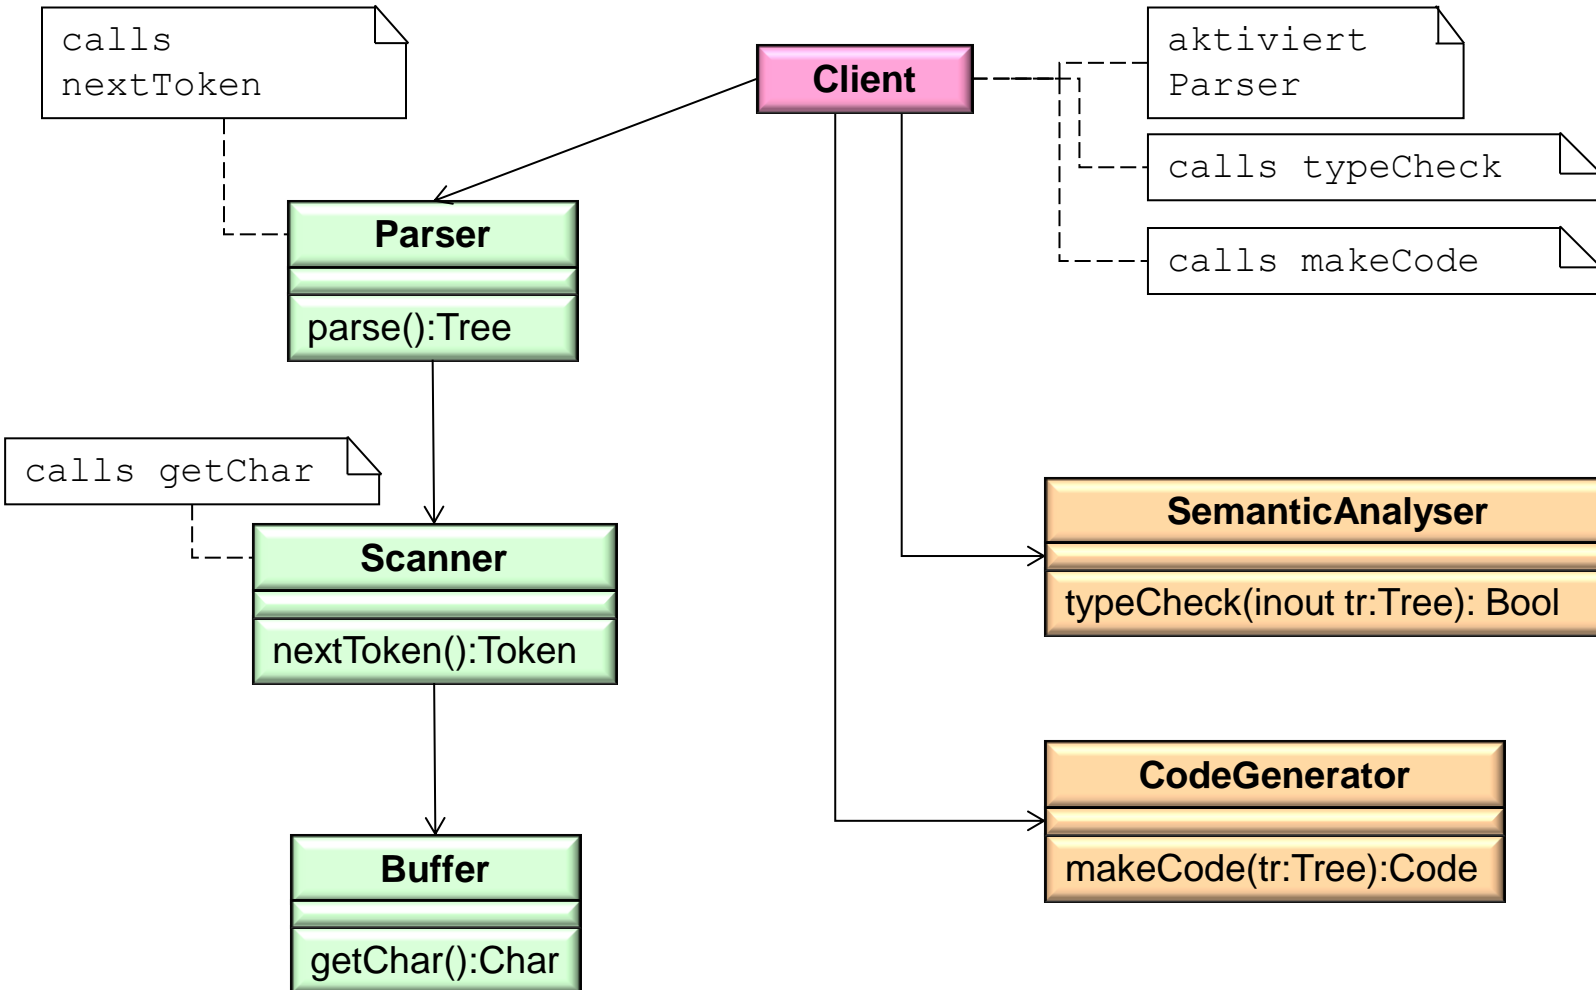 calls
nextToken
Client
aktiviert
Parser
calls typeCheck
calls makeCode
Parser
parse():Tree
calls getChar
Scanner
nextToken():Token
SemanticAnalyser
typeCheck(inout tr:Tree): Bool
CodeGenerator
makeCode(tr:Tree):Code
Buffer
getChar():Char